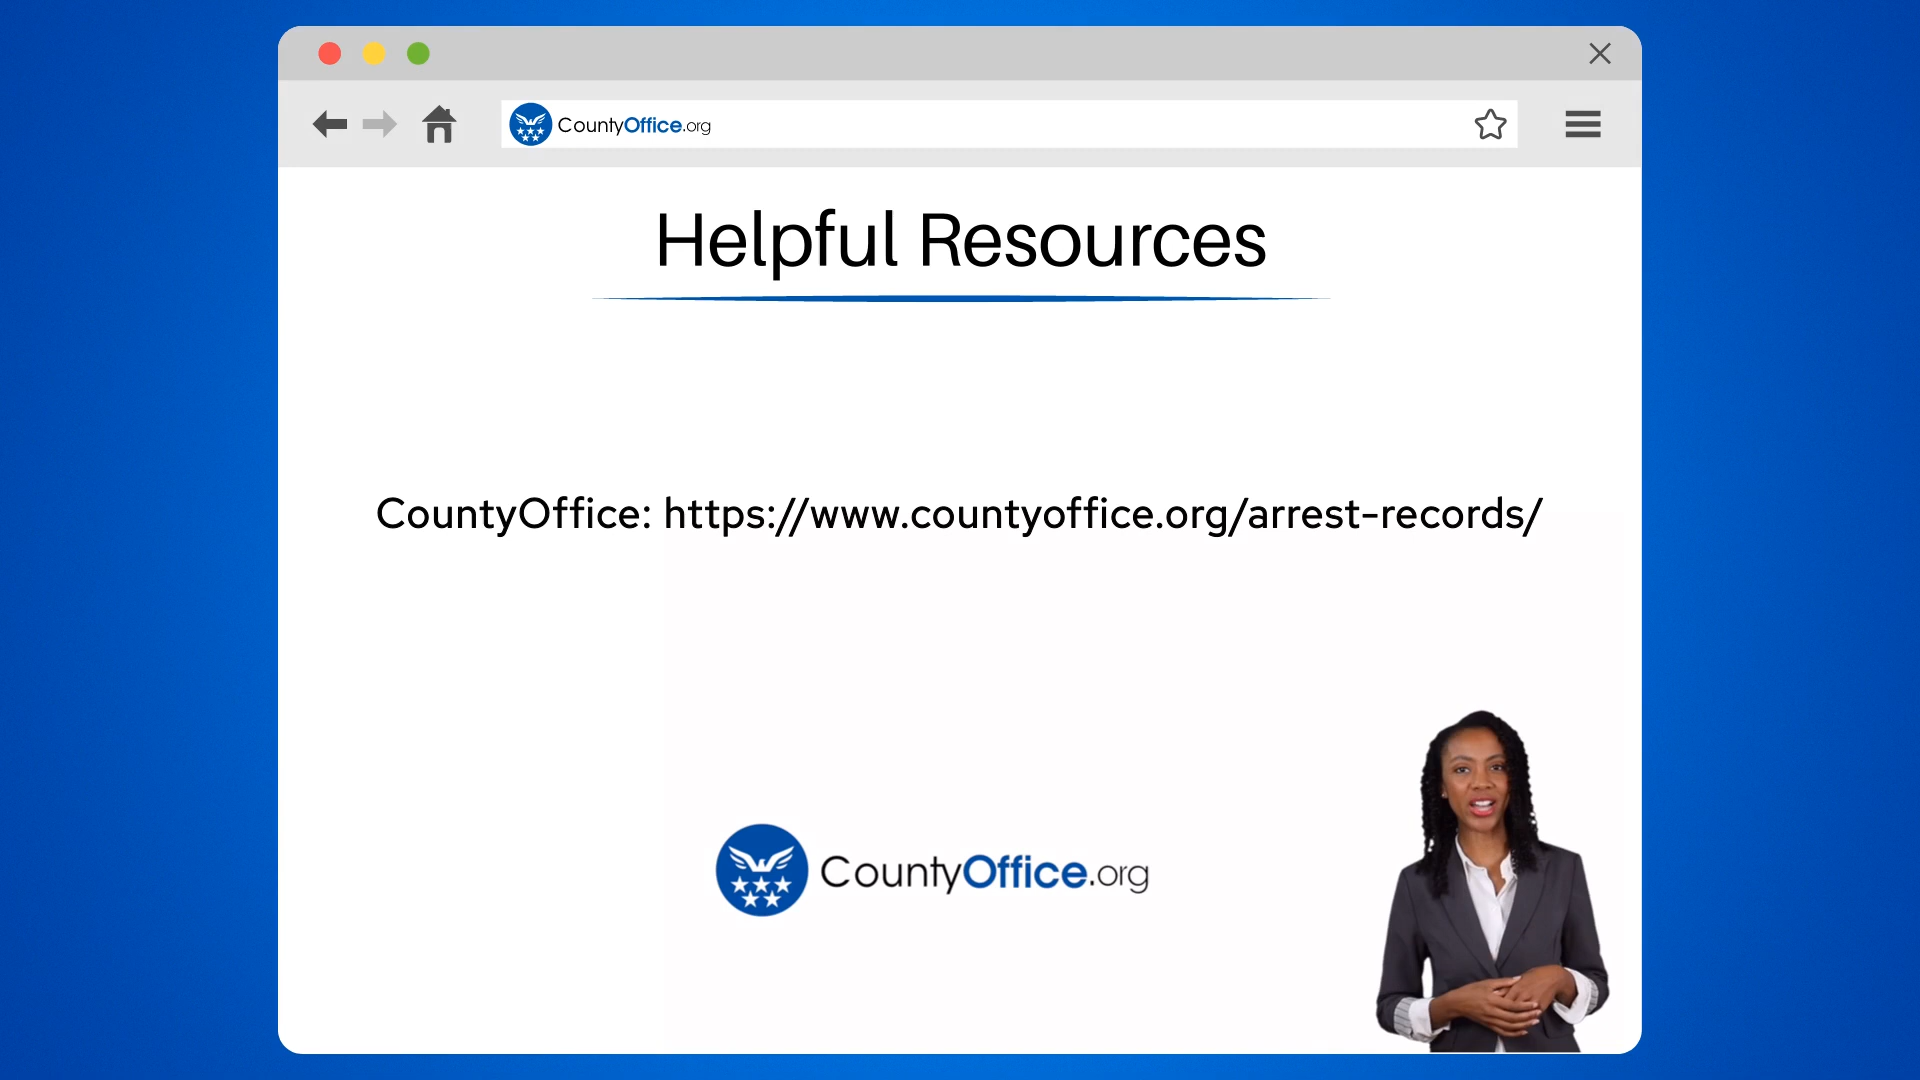 CountyOffice.org
Helpful Resources
CountyOffice: https://www.countyoffice.org/arrest-records/
CountyOffice.org